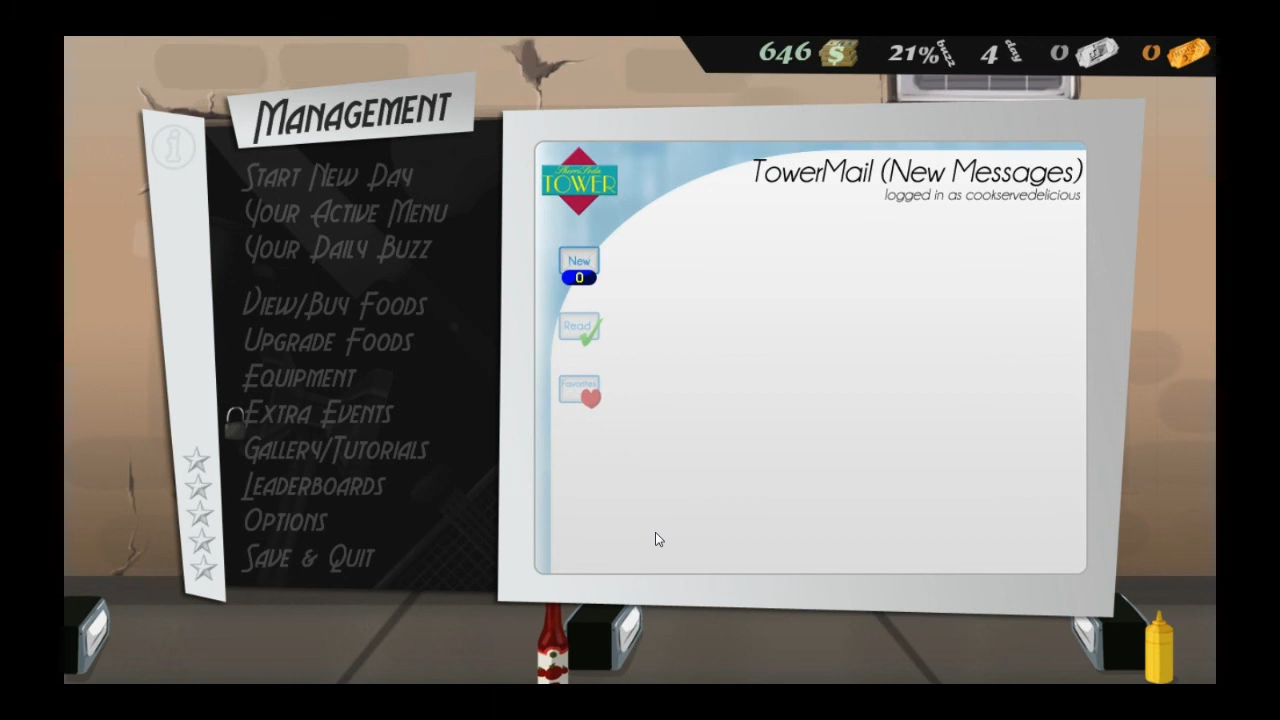 646 $ 21% buzz 4 day 0 0
MANAGEMENT
START NEW DAY
YOUR ACTIVE MENU
YOUR DAILY BUZZ
VIEW/BUY FOODS
UPGRADE FOODS
EQUIPMENT
EXTRA EVENTS
GALLERY/TUTORIALS
LEADERBOARDS
OPTIONS
SAVE & QUIT
TOWER
TowerMail (New Messages)
logged in as cookservedelicious
New
0
Read
Favorites